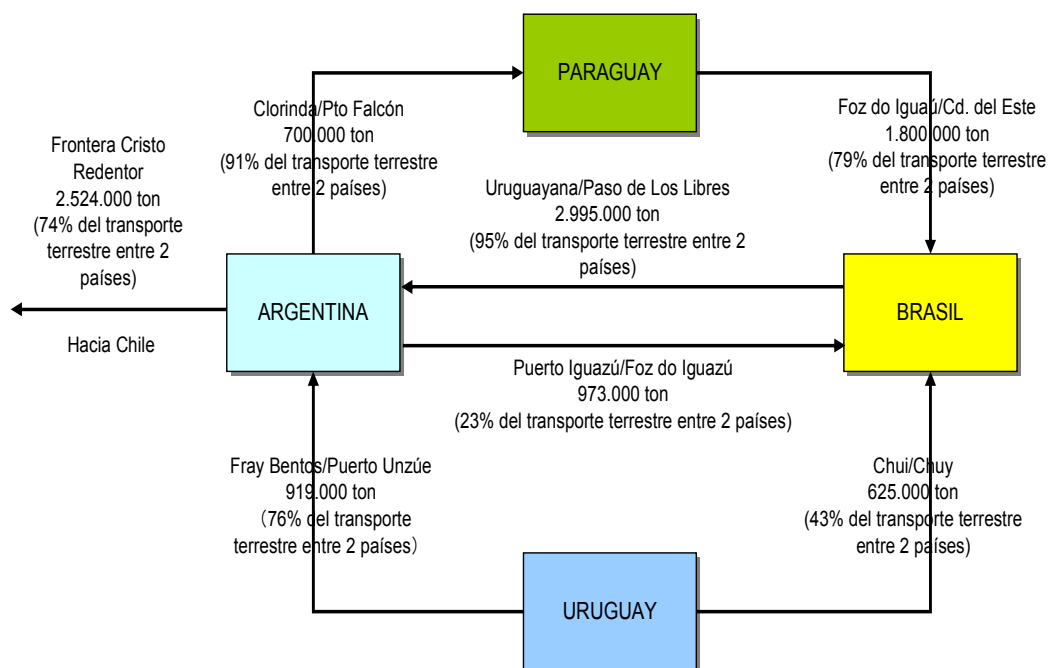 PARAGUAY
Clorinda/Pto Falcón
700.000 ton
(91% del transporte terrestre
entre 2 países)
Foz do Iguaú/Cd. del Este
1.800.000 ton
(79% del transporte terrestre
entre 2 países)
Frontera Cristo
Redentor
2.524.000 ton
(74% del transporte
terrestre entre 2
países)
Uruguayana/Paso de Los Libres
2.995.000 ton
(95% del transporte terrestre entre 2
países)
ARGENTINA
BRASIL
Hacia Chile
Puerto Iguazú/Foz do Iguazú
973.000 ton
(23% del transporte terrestre entre 2 países)
Fray Bentos/Puerto Unzúe
919.000 ton
(76% del transporte
terrestre entre 2 países)
Chui/Chuy
625.000 ton
(43% del transporte terrestre
entre 2 países)
URUGUAY